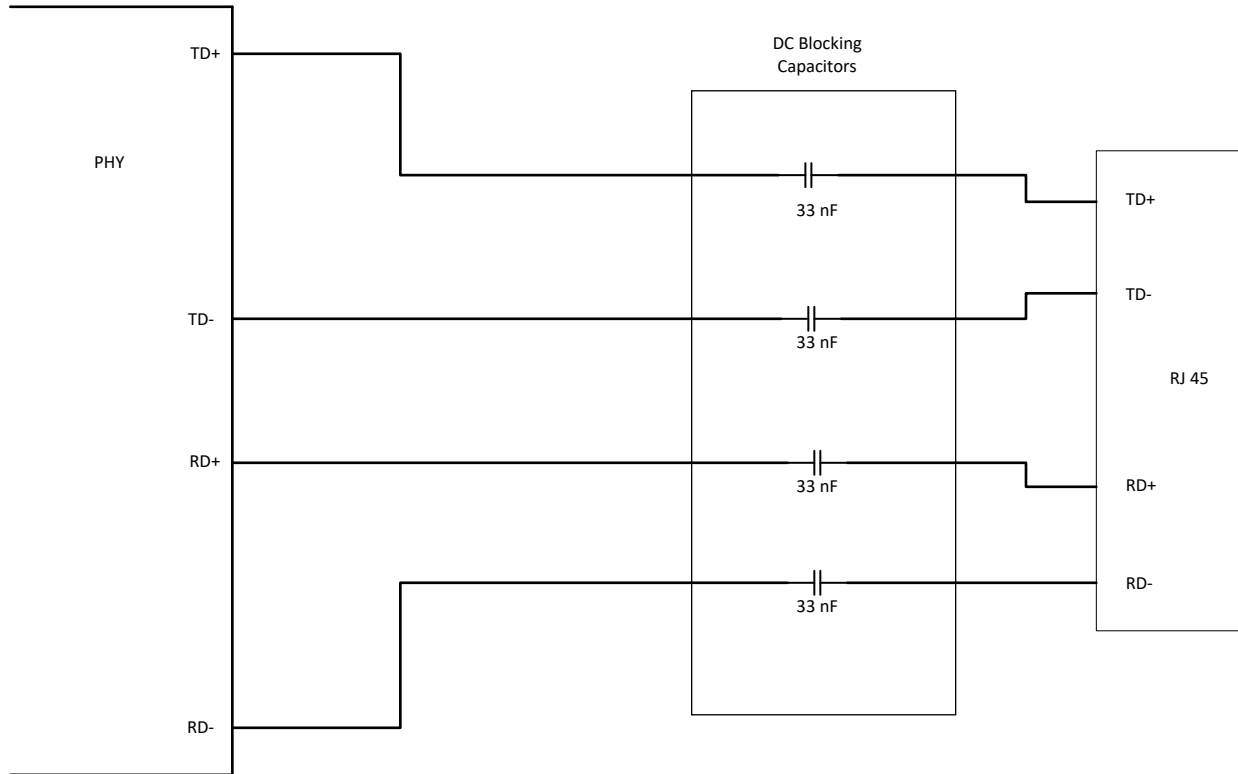 TD+
DC Blocking
Capacitors
PHY
33 nF
TD+
TD-
TD-
33 nF
RJ 45
RD+
33 nF
RD+
RD-
33 nF
RD-